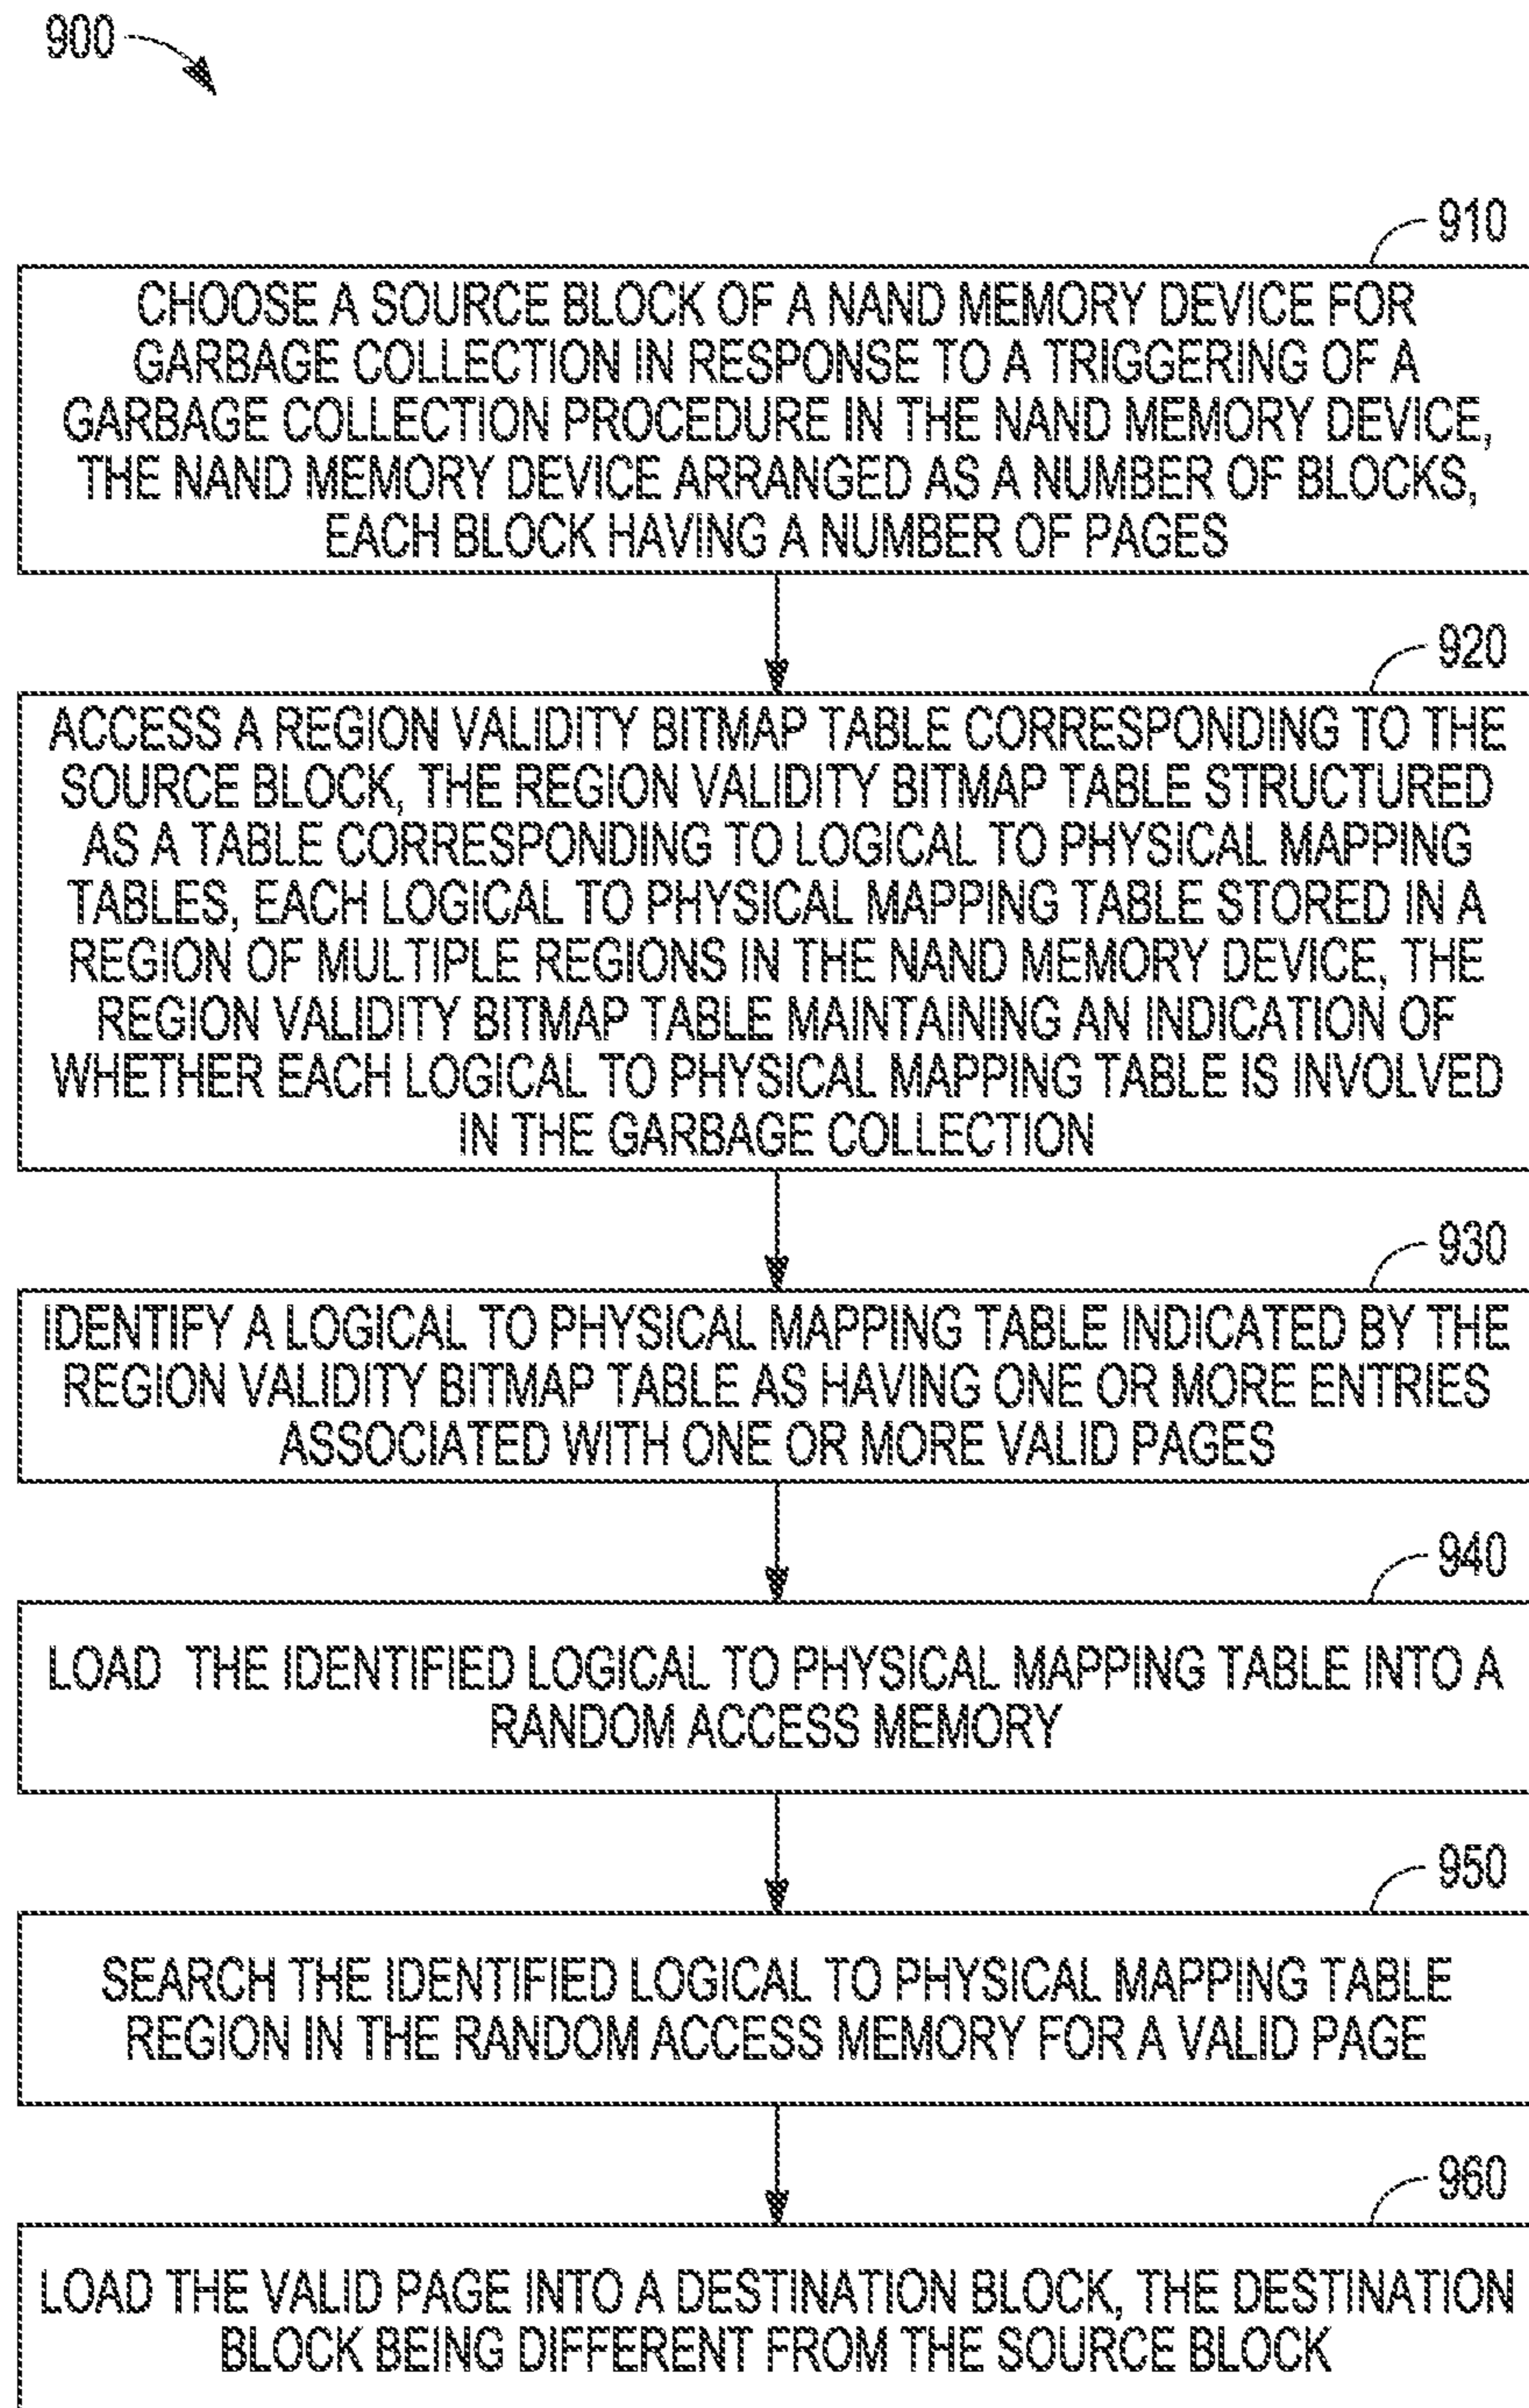 900
910
CHOOSE A SOURCE BLOCK OF A NAND MEMORY DEVICE FOR
GARBAGE COLLECTION IN RESPONSE TO A TRIGGERING OF A
GARBAGE COLLECTION PROCEDURE IN THE NAND MEMORY DEVICE,
THE NAND MEMORY DEVICE ARRANGED AS A NUMBER OF BLOCKS,
EACH BLOCK HAVING A NUMBER OF PAGES
920
ACCESS A REGION VALIDITY BITMAP TABLE CORRESPONDING TO THE
SOURCE BLOCK, THE REGION VALIDITY BITMAP TABLE STRUCTURED
AS A TABLE CORRESPONDING TO LOGICAL TO PHYSICAL MAPPING
TABLES, EACH LOGICAL TO PHYSICAL MAPPING TABLE STORED IN A
REGION OF MULTIPLE REGIONS IN THE NAND MEMORY DEVICE, THE
REGION VALIDITY BITMAP TABLE MAINTAINING AN INDICATION OF
WHETHER EACH LOGICAL TO PHYSICAL MAPPING TABLE IS INVOLVED
IN THE GARBAGE COLLECTION
930
IDENTIFY A LOGICAL TO PHYSICAL MAPPING TABLE INDICATED BY THE
REGION VALIDITY BITMAP TABLE AS HAVING ONE OR MORE ENTRIES
ASSOCIATED WITH ONE OR MORE VALID PAGES
940
LOAD THE IDENTIFIED LOGICAL TO PHYSICAL MAPPING TABLE INTO A
RANDOM ACCESS MEMORY
950
SEARCH THE IDENTIFIED LOGICAL TO PHYSICAL MAPPING TABLE
REGION IN THE RANDOM ACCESS MEMORY FOR A VALID PAGE
960
LOAD THE VALID PAGE INTO A DESTINATION BLOCK, THE DESTINATION
BLOCK BEING DIFFERENT FROM THE SOURCE BLOCK